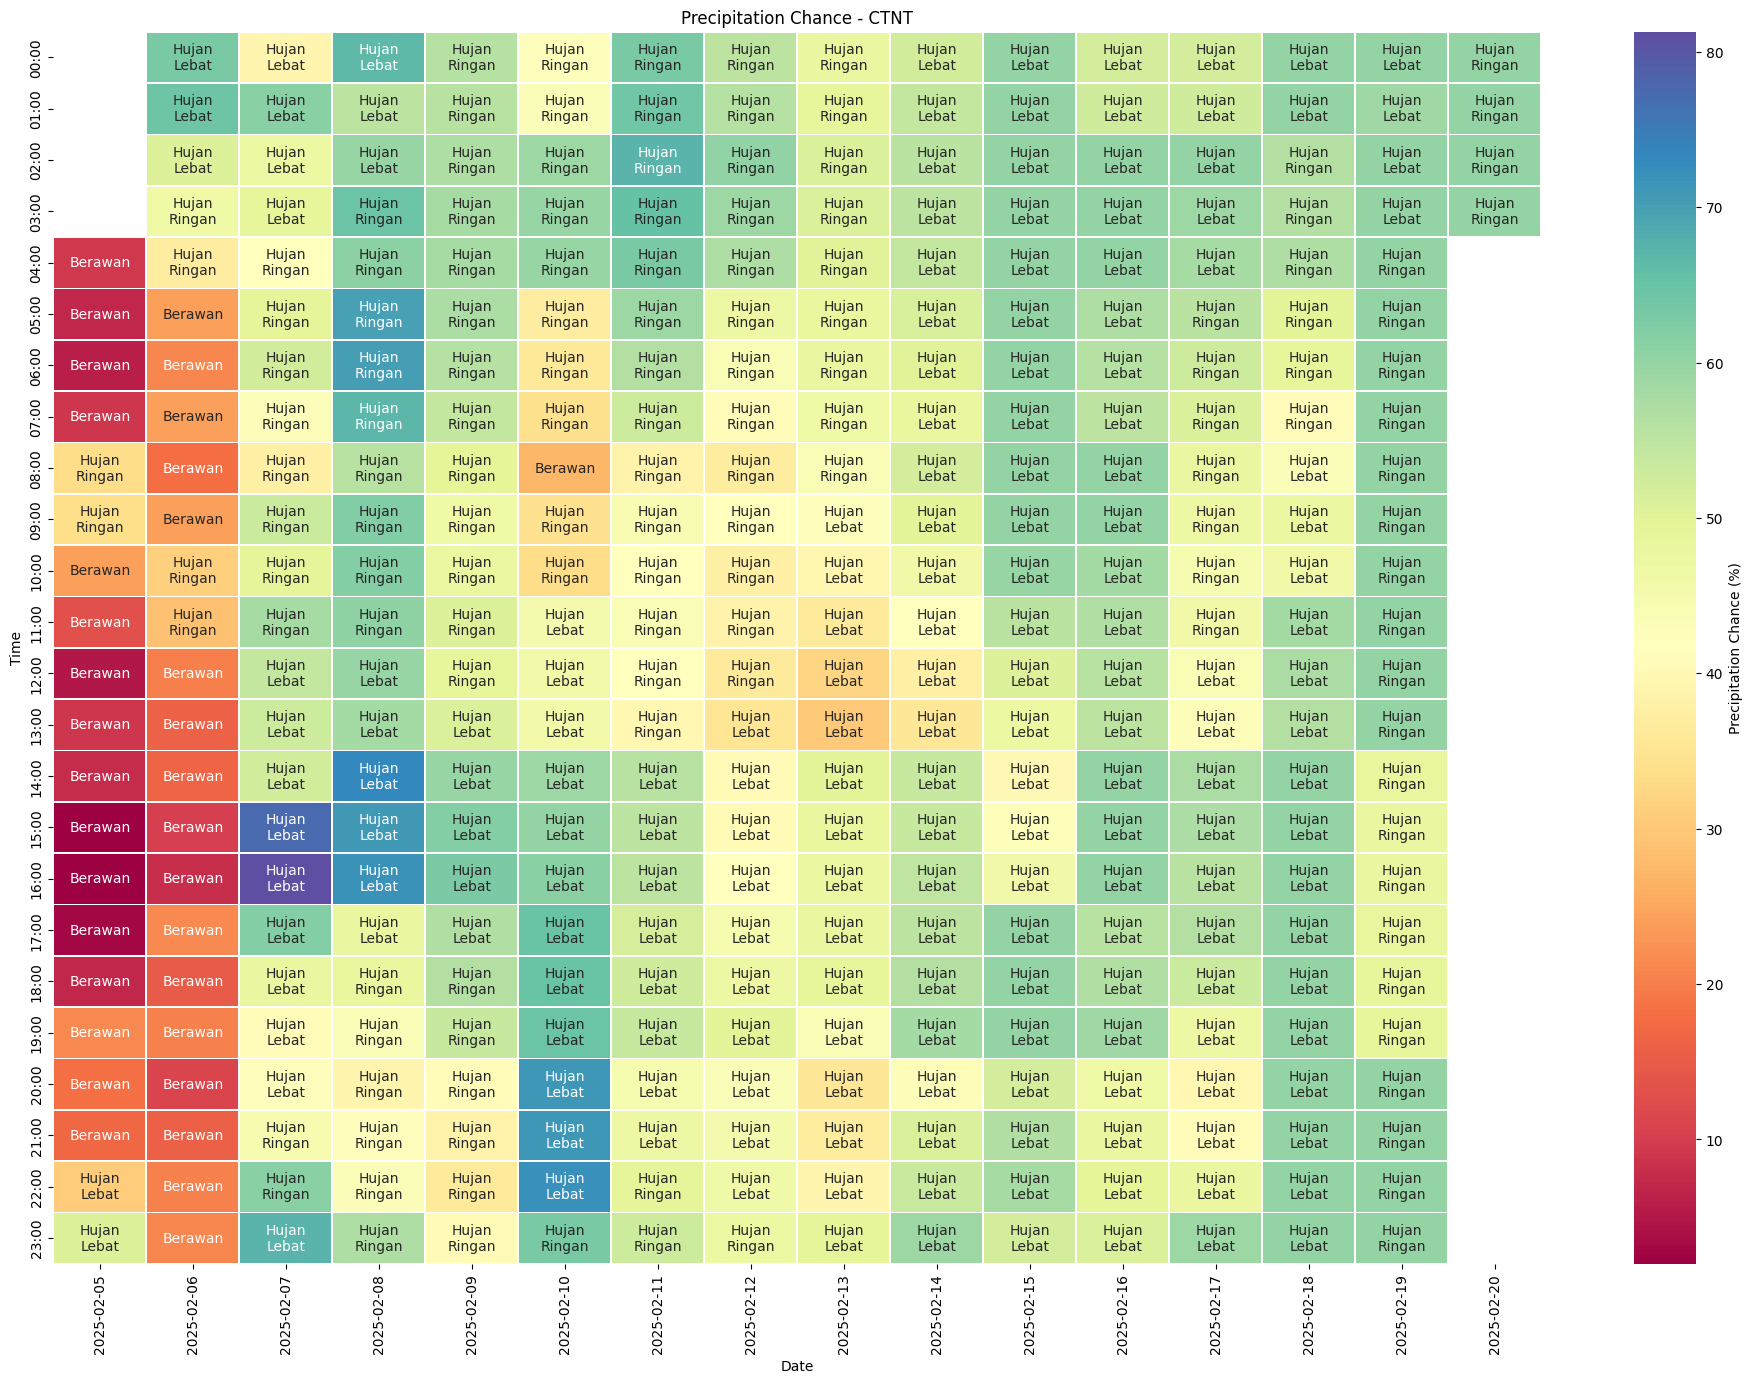 Precipitation Chance - CTNT
00:00 Hujan Lebat Hujan Lebat Hujan Lebat Hujan Ringan Hujan Ringan Hujan Ringan Hujan Ringan Hujan Ringan Hujan Lebat Hujan Lebat Hujan Lebat Hujan Lebat Hujan Lebat Hujan Lebat Hujan Ringan
01:00 Hujan Lebat Hujan Lebat Hujan Lebat Hujan Ringan Hujan Ringan Hujan Ringan Hujan Ringan Hujan Ringan Hujan Lebat Hujan Lebat Hujan Lebat Hujan Lebat Hujan Lebat Hujan Lebat Hujan Ringan
02:00 Hujan Lebat Hujan Lebat Hujan Lebat Hujan Ringan Hujan Ringan Hujan Ringan Hujan Ringan Hujan Ringan Hujan Lebat Hujan Lebat Hujan Lebat Hujan Lebat Hujan Ringan Hujan Lebat Hujan Ringan
03:00 Hujan Ringan Hujan Lebat Hujan Ringan Hujan Ringan Hujan Ringan Hujan Ringan Hujan Ringan Hujan Ringan Hujan Lebat Hujan Lebat Hujan Lebat Hujan Lebat Hujan Ringan Hujan Lebat Hujan Ringan
04:00 Berawan Hujan Ringan Hujan Ringan Hujan Ringan Hujan Ringan Hujan Ringan Hujan Ringan Hujan Ringan Hujan Ringan Hujan Lebat Hujan Lebat Hujan Lebat Hujan Lebat Hujan Ringan Hujan Ringan
05:00 Berawan Berawan Hujan Ringan Hujan Ringan Hujan Ringan Hujan Ringan Hujan Ringan Hujan Ringan Hujan Ringan Hujan Lebat Hujan Lebat Hujan Lebat Hujan Ringan Hujan Ringan Hujan Ringan
06:00 Berawan Berawan Hujan Ringan Hujan Ringan Hujan Ringan Hujan Ringan Hujan Ringan Hujan Ringan Hujan Ringan Hujan Lebat Hujan Lebat Hujan Lebat Hujan Ringan Hujan Ringan Hujan Ringan
07:00 Berawan Berawan Hujan Ringan Hujan Ringan Hujan Ringan Hujan Ringan Hujan Ringan Hujan Ringan Hujan Ringan Hujan Lebat Hujan Lebat Hujan Lebat Hujan Ringan Hujan Ringan Hujan Ringan
08:00 Hujan Ringan Berawan Hujan Ringan Hujan Ringan Hujan Ringan Berawan Hujan Ringan Hujan Ringan Hujan Ringan Hujan Lebat Hujan Lebat Hujan Lebat Hujan Ringan Hujan Lebat Hujan Ringan
09:00 Hujan Ringan Berawan Hujan Ringan Hujan Ringan Hujan Ringan Hujan Ringan Hujan Ringan Hujan Ringan Hujan Lebat Hujan Lebat Hujan Lebat Hujan Lebat Hujan Ringan Hujan Lebat Hujan Ringan
10:00 Berawan Hujan Ringan Hujan Ringan Hujan Ringan Hujan Ringan Hujan Ringan Hujan Ringan Hujan Ringan Hujan Lebat Hujan Lebat Hujan Lebat Hujan Lebat Hujan Ringan Hujan Lebat Hujan Ringan
11:00 Berawan Hujan Ringan Hujan Ringan Hujan Ringan Hujan Ringan Hujan Lebat Hujan Ringan Hujan Ringan Hujan Lebat Hujan Lebat Hujan Lebat Hujan Lebat Hujan Ringan Hujan Lebat Hujan Ringan
12:00 Berawan Berawan Hujan Lebat Hujan Lebat Hujan Ringan Hujan Lebat Hujan Ringan Hujan Ringan Hujan Lebat Hujan Lebat Hujan Lebat Hujan Lebat Hujan Lebat Hujan Lebat Hujan Ringan
13:00 Berawan Berawan Hujan Lebat Hujan Lebat Hujan Lebat Hujan Lebat Hujan Ringan Hujan Lebat Hujan Lebat Hujan Lebat Hujan Lebat Hujan Lebat Hujan Lebat Hujan Lebat Hujan Ringan
14:00 Berawan Berawan Hujan Lebat Hujan Lebat Hujan Lebat Hujan Lebat Hujan Lebat Hujan Lebat Hujan Lebat Hujan Lebat Hujan Lebat Hujan Lebat Hujan Lebat Hujan Lebat Hujan Ringan
15:00 Berawan Berawan Hujan Lebat Hujan Lebat Hujan Lebat Hujan Lebat Hujan Lebat Hujan Lebat Hujan Lebat Hujan Lebat Hujan Lebat Hujan Lebat Hujan Lebat Hujan Lebat Hujan Ringan
16:00 Berawan Berawan Hujan Lebat Hujan Lebat Hujan Lebat Hujan Lebat Hujan Lebat Hujan Lebat Hujan Lebat Hujan Lebat Hujan Lebat Hujan Lebat Hujan Lebat Hujan Lebat Hujan Ringan
17:00 Berawan Berawan Hujan Lebat Hujan Lebat Hujan Lebat Hujan Lebat Hujan Lebat Hujan Lebat Hujan Lebat Hujan Lebat Hujan Lebat Hujan Lebat Hujan Lebat Hujan Lebat Hujan Ringan
18:00 Berawan Berawan Hujan Lebat Hujan Ringan Hujan Ringan Hujan Lebat Hujan Lebat Hujan Lebat Hujan Lebat Hujan Lebat Hujan Lebat Hujan Lebat Hujan Lebat Hujan Lebat Hujan Ringan
19:00 Berawan Berawan Hujan Lebat Hujan Ringan Hujan Ringan Hujan Lebat Hujan Lebat Hujan Lebat Hujan Lebat Hujan Lebat Hujan Lebat Hujan Lebat Hujan Lebat Hujan Lebat Hujan Ringan
20:00 Berawan Berawan Hujan Lebat Hujan Ringan Hujan Ringan Hujan Lebat Hujan Lebat Hujan Lebat Hujan Lebat Hujan Lebat Hujan Lebat Hujan Lebat Hujan Lebat Hujan Lebat Hujan Ringan
21:00 Berawan Berawan Hujan Ringan Hujan Ringan Hujan Ringan Hujan Lebat Hujan Lebat Hujan Lebat Hujan Lebat Hujan Lebat Hujan Lebat Hujan Lebat Hujan Lebat Hujan Lebat Hujan Ringan
22:00 Hujan Lebat Berawan Hujan Ringan Hujan Ringan Hujan Ringan Hujan Lebat Hujan Ringan Hujan Lebat Hujan Lebat Hujan Lebat Hujan Lebat Hujan Lebat Hujan Lebat Hujan Lebat Hujan Ringan
23:00 Hujan Lebat Berawan Hujan Lebat Hujan Ringan Hujan Ringan Hujan Ringan Hujan Ringan Hujan Ringan Hujan Lebat Hujan Lebat Hujan Lebat Hujan Lebat Hujan Lebat Hujan Lebat Hujan Ringan
Time
2025-02-05 2025-02-06 2025-02-07 2025-02-08 2025-02-09 2025-02-10 2025-02-11 2025-02-12 2025-02-13 2025-02-14 2025-02-15 2025-02-16 2025-02-17 2025-02-18 2025-02-19 2025-02-20
Date
80
70
60
50
40
30
20
10
Precipitation Chance (%)